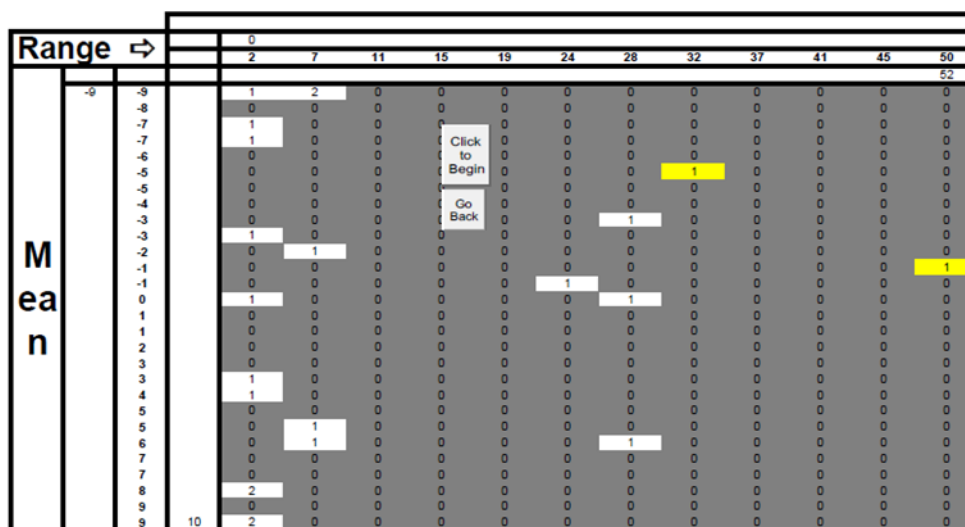 0
Range ⇨ 2 7 11 15 19 24 28 32 37 41 45 50
52
Mean
-9 -9 1 2 0 0 0 0 0 0 0 0 0 0
-8 0 0 0 0 0 0 0 0 0 0 0 0
-7 1 0 0 0 0 0 0 0 0 0 0 0
-7 1 0 0 0 0 0 0 0 0 0 0 0
-6 0 0 0 0 0 0 0 0 0 0 0 0
-5 0 0 0 0 0 0 0 1 0 0 0 0
-5 0 0 0 0 0 0 0 0 0 0 0 0
-4 0 0 0 0 0 0 0 0 0 0 0 0
-3 0 0 0 0 0 0 1 0 0 0 0 0
-3 1 0 0 0 0 0 0 0 0 0 0 0
-2 0 1 0 0 0 0 0 0 0 0 0 0
-1 0 0 0 0 0 0 0 0 0 0 0 1
-1 0 0 0 0 0 1 0 0 0 0 0 0
0 1 0 0 0 0 0 1 0 0 0 0 0
1 0 0 0 0 0 0 0 0 0 0 0 0
1 0 0 0 0 0 0 0 0 0 0 0 0
2 0 0 0 0 0 0 0 0 0 0 0 0
3 0 0 0 0 0 0 0 0 0 0 0 0
3 1 0 0 0 0 0 0 0 0 0 0 0
4 1 0 0 0 0 0 0 0 0 0 0 0
5 0 0 0 0 0 0 0 0 0 0 0 0
5 0 1 0 0 0 0 0 0 0 0 0 0
6 0 1 0 0 0 0 1 0 0 0 0 0
7 0 0 0 0 0 0 0 0 0 0 0 0
7 0 0 0 0 0 0 0 0 0 0 0 0
8 2 0 0 0 0 0 0 0 0 0 0 0
9 0 0 0 0 0 0 0 0 0 0 0 0
9 10 2 0 0 0 0 0 0 0 0 0 0 0
Click
to
Begin
Go
Back